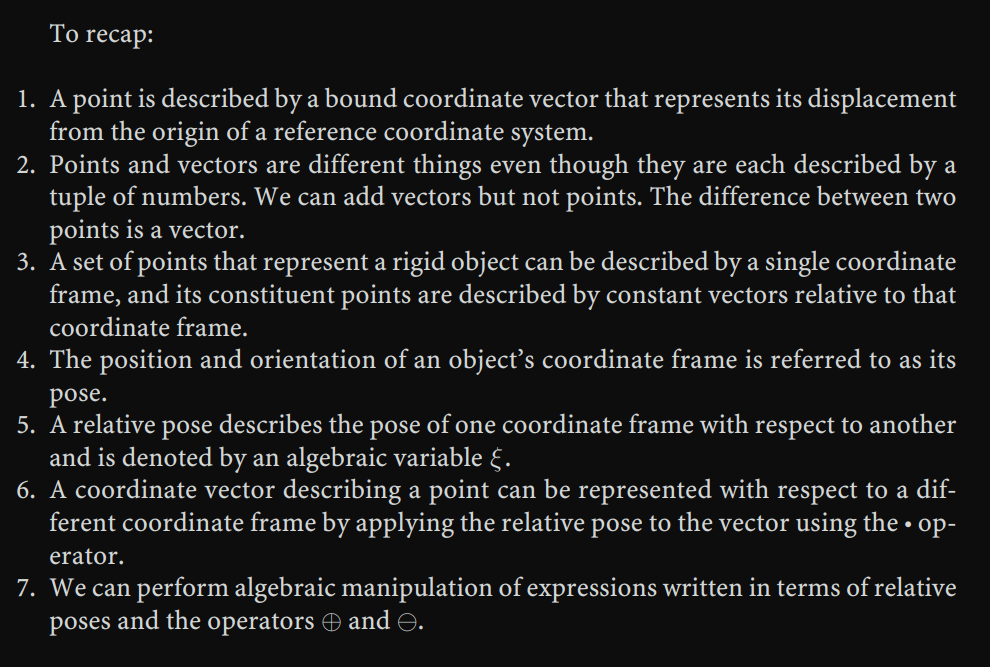 To recap:
1. A point is described by a bound coordinate vector that represents its displacement
from the origin of a reference coordinate system.
2. Points and vectors are different things even though they are each described by a
tuple of numbers. We can add vectors but not points. The difference between two
points is a vector.
3. A set of points that represent a rigid object can be described by a single coordinate
frame, and its constituent points are described by constant vectors relative to that
coordinate frame.
4. The position and orientation of an object’s coordinate frame is referred to as its
pose.
5. A relative pose describes the pose of one coordinate frame with respect to another
and is denoted by an algebraic variable ξ.
6. A coordinate vector describing a point can be represented with respect to a dif-
ferent coordinate frame by applying the relative pose to the vector using the • op-
erator.
7. We can perform algebraic manipulation of expressions written in terms of relative
poses and the operators ⊕ and ⊖.